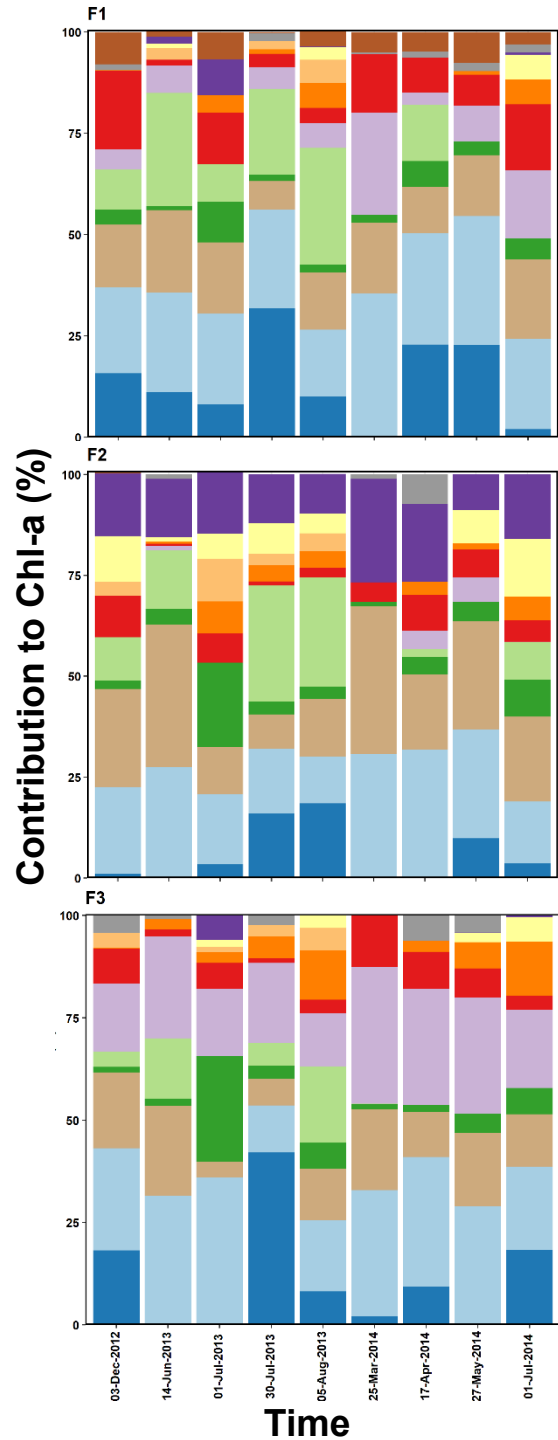 F1
100
75
50
25
0
F2
100
75
50
25
0
F3
100
75
50
25
0
Contribution to Chl-a (%)
03-Dec-2012
14-Jun-2013
01-Jul-2013
30-Jul-2013
05-Aug-2013
25-Mar-2014
17-Apr-2014
27-May-2014
01-Jul-2014
Time